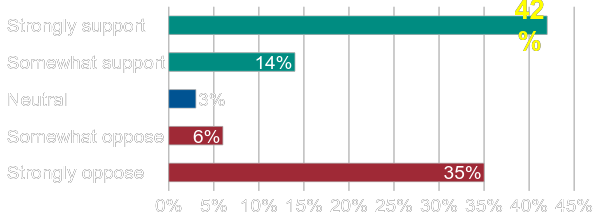 Strongly support
42
%
Somewhat support
14%
Neutral
3%
Somewhat oppose
6%
Strongly oppose
35%
0% 5% 10% 15% 20% 25% 30% 35% 40% 45%